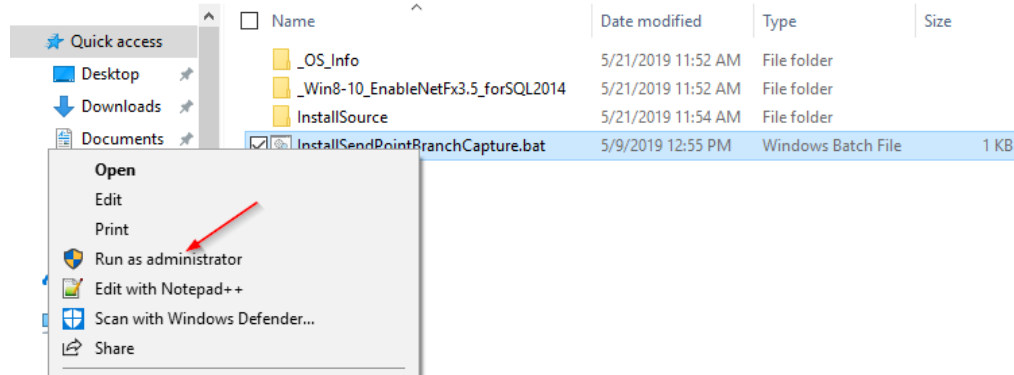 Name Date modified Type Size
Quick access
_OS_Info 5/21/2019 11:52 AM File folder
Desktop
_Win8-10_EnableNetFx3.5_forSQL2014 5/21/2019 11:52 AM File folder
Downloads
InstallSource 5/21/2019 11:54 AM File folder
Documents
InstallSendPointBranchCapture.bat 5/9/2019 12:55 PM Windows Batch File 1 KB
Open
Edit
Print
Run as administrator
Edit with Notepad++
Scan with Windows Defender...
Share